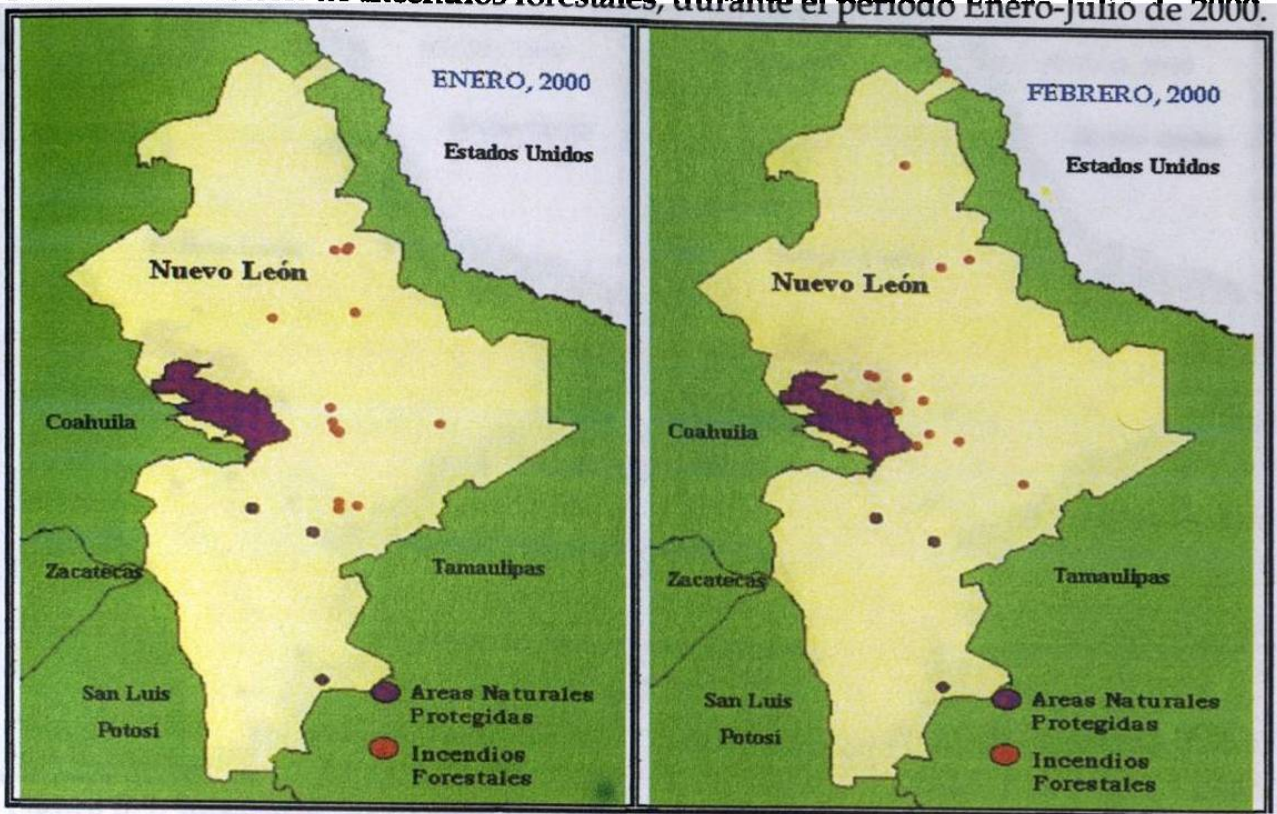 Incendios forestales, durante el período Enero-Julio de 2000.
ENERO, 2000
Estados Unidos
Nuevo León
Coahuila
Zacatecas
Tamaulipas
San Luis
Potosí
Areas Naturales
Protegidas
Incendios
Forestales
FEBRERO, 2000
Estados Unidos
Nuevo León
Coahuila
Zacatecas
Tamaulipas
San Luis
Potosí
Areas Naturales
Protegidas
Incendios
Forestales